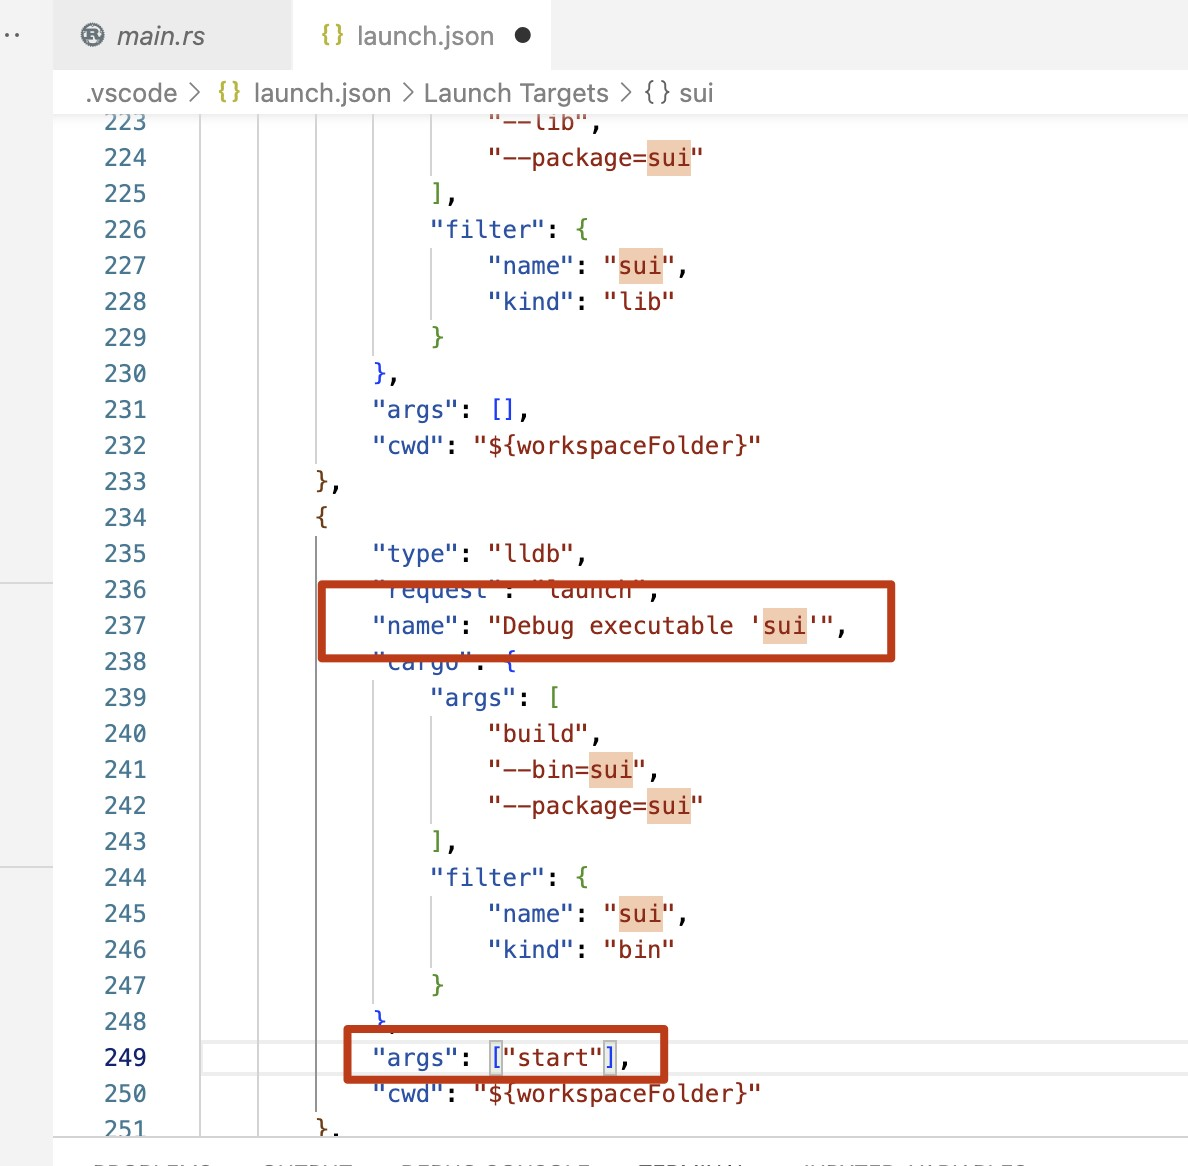 main.rs
{} launch.json ●
.vscode > {} launch.json > Launch Targets > {} sui
223 "--lib",
224 "--package=sui"
225 ],
226 "filter": {
227 "name": "sui",
228 "kind": "lib"
229 }
230 },
231 "args": [],
232 "cwd": "${workspaceFolder}"
233 },
234 {
235 "type": "lldb",
236 "request": "launch",
237 "name": "Debug executable 'sui'",
238 "cargo": {
239 "args": [
240 "build",
241 "--bin=sui",
242 "--package=sui"
243 ],
244 "filter": {
245 "name": "sui",
246 "kind": "bin"
247 }
248 },
249 "args": ["start"],
250 "cwd": "${workspaceFolder}"
251 },
PROBLEMS OUTPUT DEBUG CONSOLE TERMINAL JUPYTER: VARIABLES